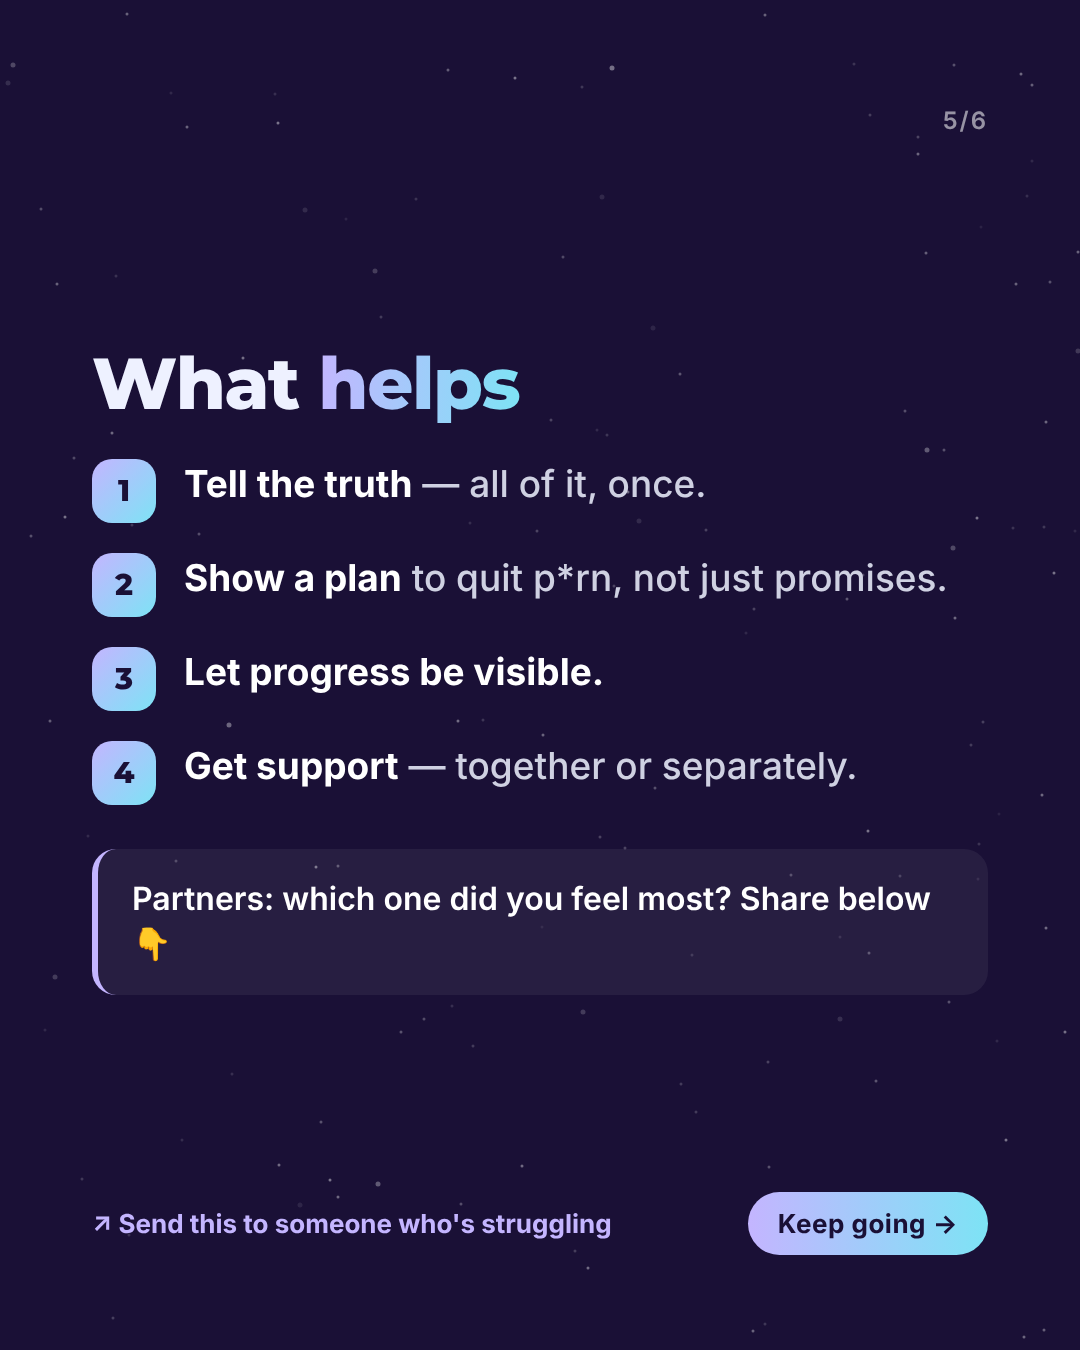 5/6
What helps
1 Tell the truth — all of it, once.
2 Show a plan to quit p*rn, not just promises.
3 Let progress be visible.
4 Get support — together or separately.
Partners: which one did you feel most? Share below
👇
↗ Send this to someone who's struggling
Keep going →